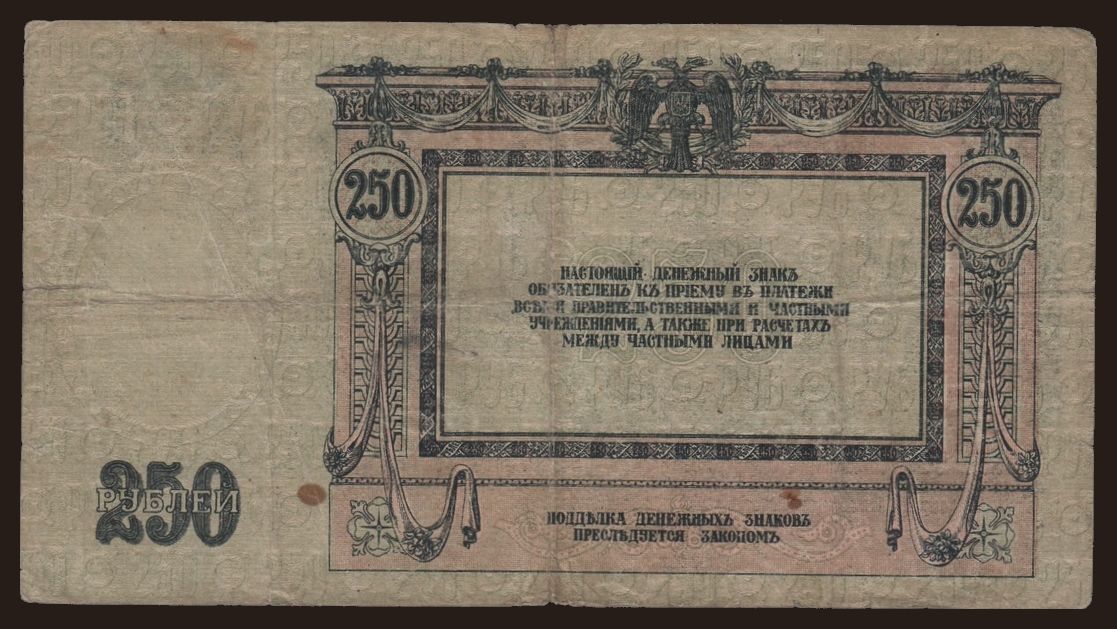 250
250
НАСТОЯЩІЙ ДЕНЕЖНЫЙ ЗНАКЪ
ОБЯЗАТЕЛЕНЪ КЪ ПРІЕМУ ВЪ ПЛАТЕЖИ
ВСѢМИ ПРАВИТЕЛЬСТВЕННЫМИ И ЧАСТНЫМИ
УЧРЕЖДЕНІЯМИ, А ТАКЖЕ ПРИ РАСЧЕТАХЪ
МЕЖДУ ЧАСТНЫМИ ЛИЦАМИ
250
РУБЛЕЙ
ПОДДѢЛКА ДЕНЕЖНЫХЪ ЗНАКОВЪ
ПРЕСЛѢДУЕТСЯ ЗАКОНОМЪ